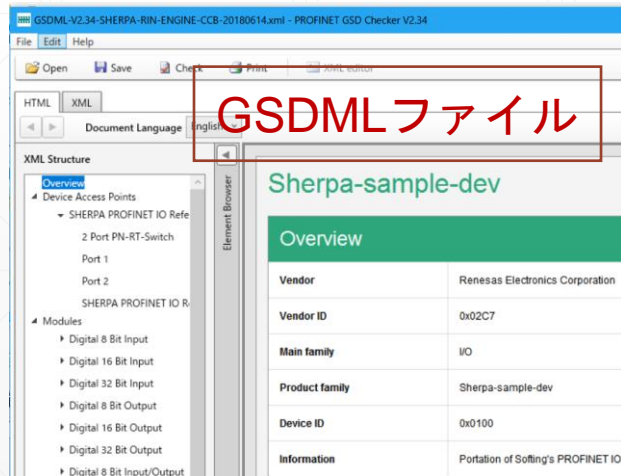 GSDML-V2.34-SHERPA-RIN-ENGINE-CCB-20180614.xml - PROFINET GSD Checker V2.34
File Edit Help
Open Save Check Print XML editor
HTML XML
Document Language English
GSDMLファイル
XML Structure
Overview
Device Access Points
SHERPA PROFINET IO Refe
2 Port PN-RT-Switch
Port 1
Port 2
SHERPA PROFINET IO R
Modules
Digital 8 Bit Input
Digital 16 Bit Input
Digital 32 Bit Input
Digital 8 Bit Output
Digital 16 Bit Output
Digital 32 Bit Output
Digital 8 Bit Input/Output
Element Browser
Sherpa-sample-dev
Overview
Vendor Renesas Electronics Corporation
Vendor ID 0x02C7
Main family I/O
Product family Sherpa-sample-dev
Device ID 0x0100
Information Portation of Softing's PROFINET IO